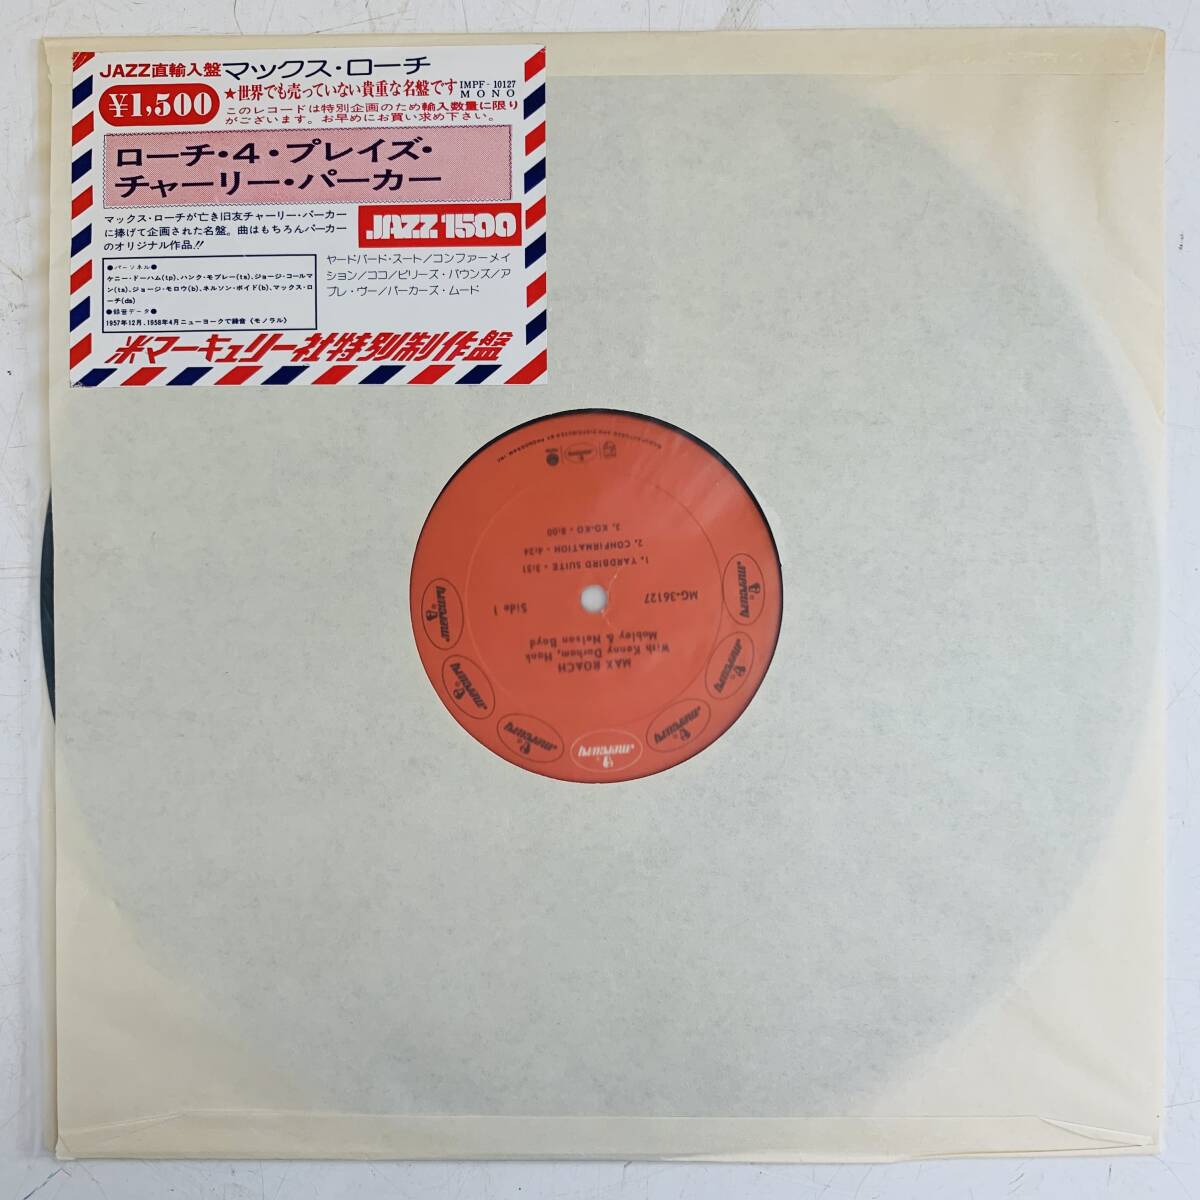 JAZZ直輸入盤マックス・ローチ
¥1,500
★世界でも売っていない貴重な名盤です
IMPF-10127
MONO
このレコードは特別企画のため輸入数量に限り
がございます。お早めにお買い求め下さい。
ローチ・4・プレイズ・
チャーリー・パーカー
マックス・ローチが亡き旧友チャーリー・パーカー
に捧げて企画された名盤。曲はもちろんパーカー
のオリジナル作品!!
JAZZ 1500
●パーソネル●
ケニー・ドーハム(tp)、ハンク・モブレー(ts)、ジョージ・コールマ
ン(ts)、ジョージ・モロウ(b)、ネルソン・ボイド(b)、マックス・ロ
ーチ(ds)
●録音データ●
1957年12月、1958年4月ニューヨークで録音《モノラル》
ヤードバード・スート/コンファーメイ
ション/ココ/ビリーズ・バウンズ/ア
プレ・ヴー/パーカーズ・ムード
米マーキュリー社特別制作盤
mercury
mercury
mercury
mercury
mercury
mercury
mercury
MAX ROACH
With Kenny Dorham, Hank
Mobley & Nelson Boyd
MG-36127
Side 1
1. YARDBIRD SUITE - 3:51
2. CONFIRMATION - 4:24
3. KO-KO - 8:00
mercury